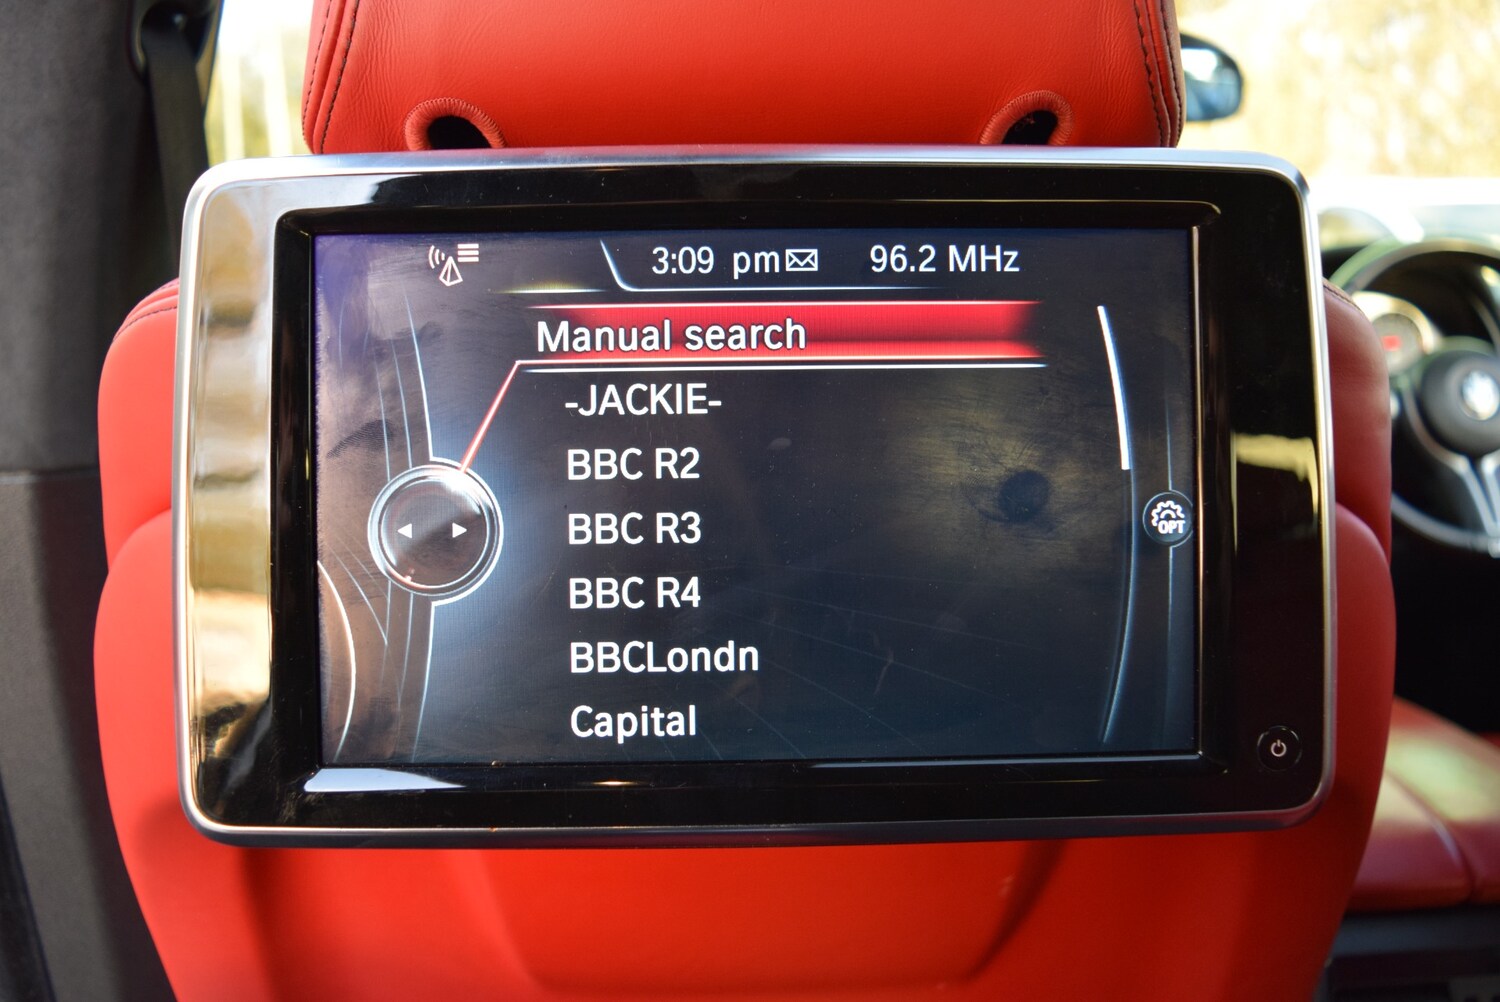 3:09 pm 96.2 MHz
Manual search
-JACKIE-
BBC R2
BBC R3
BBC R4
OPT
BBCLondn
Capital